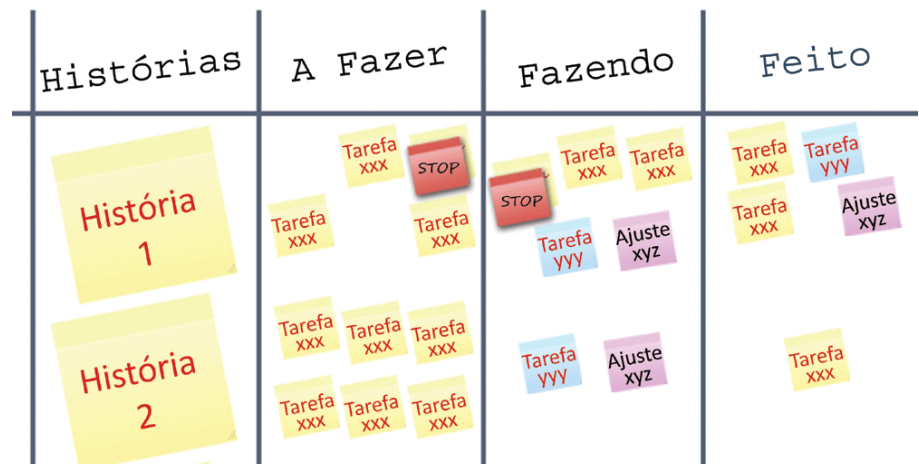 Histórias
A Fazer
Fazendo
Feito
História
1
Tarefa
xxx
STOP
Tarefa
xxx
Tarefa
xxx
STOP
Tarefa
xxx
Tarefa
xxx
Tarefa
yyy
Ajuste
xyz
Tarefa
xxx
Tarefa
yyy
Tarefa
xxx
Ajuste
xyz
História
2
Tarefa
xxx
Tarefa
xxx
Tarefa
xxx
Tarefa
xxx
Tarefa
xxx
Tarefa
xxx
Tarefa
yyy
Ajuste
xyz
Tarefa
xxx